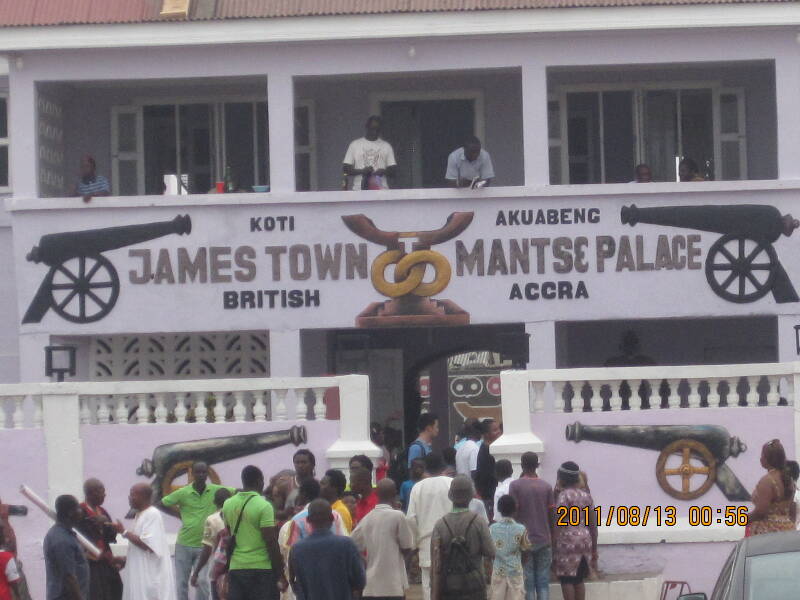 KOTI AKUABENG
JAMES TOWN MANTSƐ PALACE
BRITISH ACCRA
2011/08/13 00:56